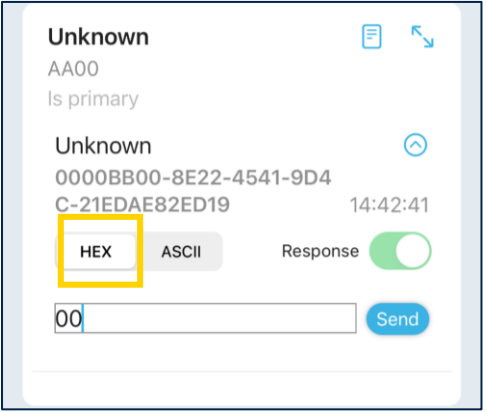 Unknown
AA00
Is primary
Unknown
0000BB00-8E22-4541-9D4
C-21EDAE82ED19 14:42:41
HEX ASCII Response
00 Send